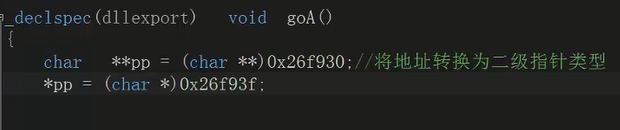 _declspec(dllexport) void goA()
{
char **pp = (char **)0x26f930;//将地址转换为二级指针类型
*pp = (char *)0x26f93f;